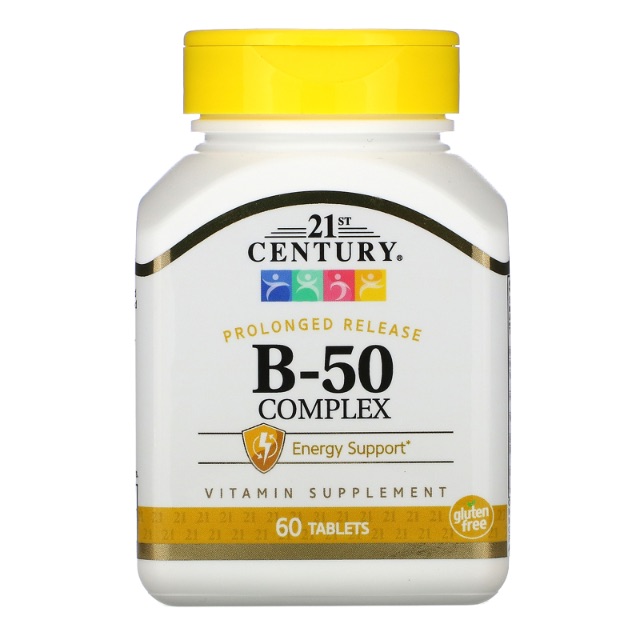 21ST
CENTURY®
PROLONGED RELEASE
B-50
COMPLEX
Energy Support*
VITAMIN SUPPLEMENT
60 TABLETS
gluten
free